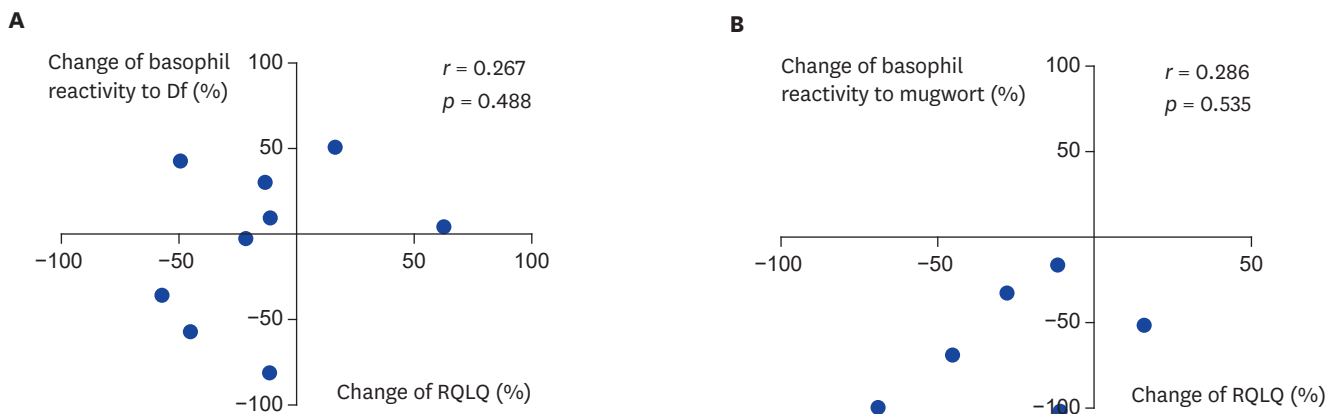 A
Change of basophil
reactivity to Df (%)
100
r = 0.267
p = 0.488
50
−100
−50
50
100
−50
Change of RQLQ (%)
−100
B
Change of basophil
reactivity to mugwort (%)
100
r = 0.286
p = 0.535
50
−100
−50
50
−50
Change of RQLQ (%)
−100